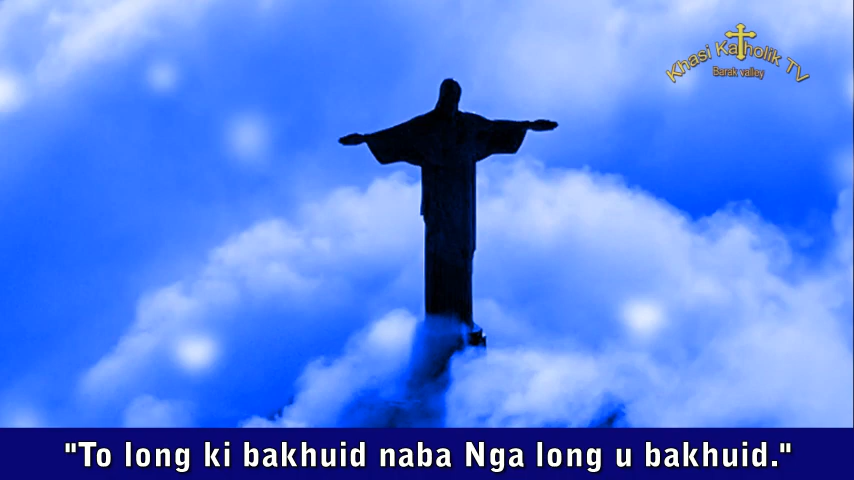 Khasi Katholik TV
Barak valley
"To long ki bakhuid naba Nga long u bakhuid."